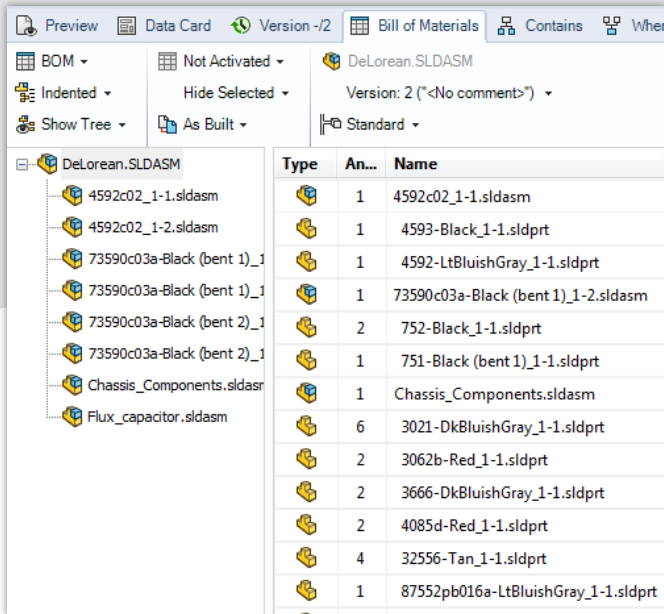 Preview Data Card Version -/2 Bill of Materials Contains Wher
BOM Not Activated DeLorean.SLDASM
Indented Hide Selected Version: 2 ("<No comment>")
Show Tree As Built Standard
DeLorean.SLDASM
4592c02_1-1.sldasm
4592c02_1-2.sldasm
73590c03a-Black (bent 1)_1
73590c03a-Black (bent 1)_1
73590c03a-Black (bent 2)_1
73590c03a-Black (bent 2)_1
Chassis_Components.sldasr
Flux_capacitor.sldasm
Type An... Name
1 4592c02_1-1.sldasm
1 4593-Black_1-1.sldprt
1 4592-LtBluishGray_1-1.sldprt
1 73590c03a-Black (bent 1)_1-2.sldasm
2 752-Black_1-1.sldprt
1 751-Black (bent 1)_1-1.sldprt
1 Chassis_Components.sldasm
6 3021-DkBluishGray_1-1.sldprt
2 3062b-Red_1-1.sldprt
2 3666-DkBluishGray_1-1.sldprt
2 4085d-Red_1-1.sldprt
4 32556-Tan_1-1.sldprt
1 87552pb016a-LtBluishGray_1-1.sldprt